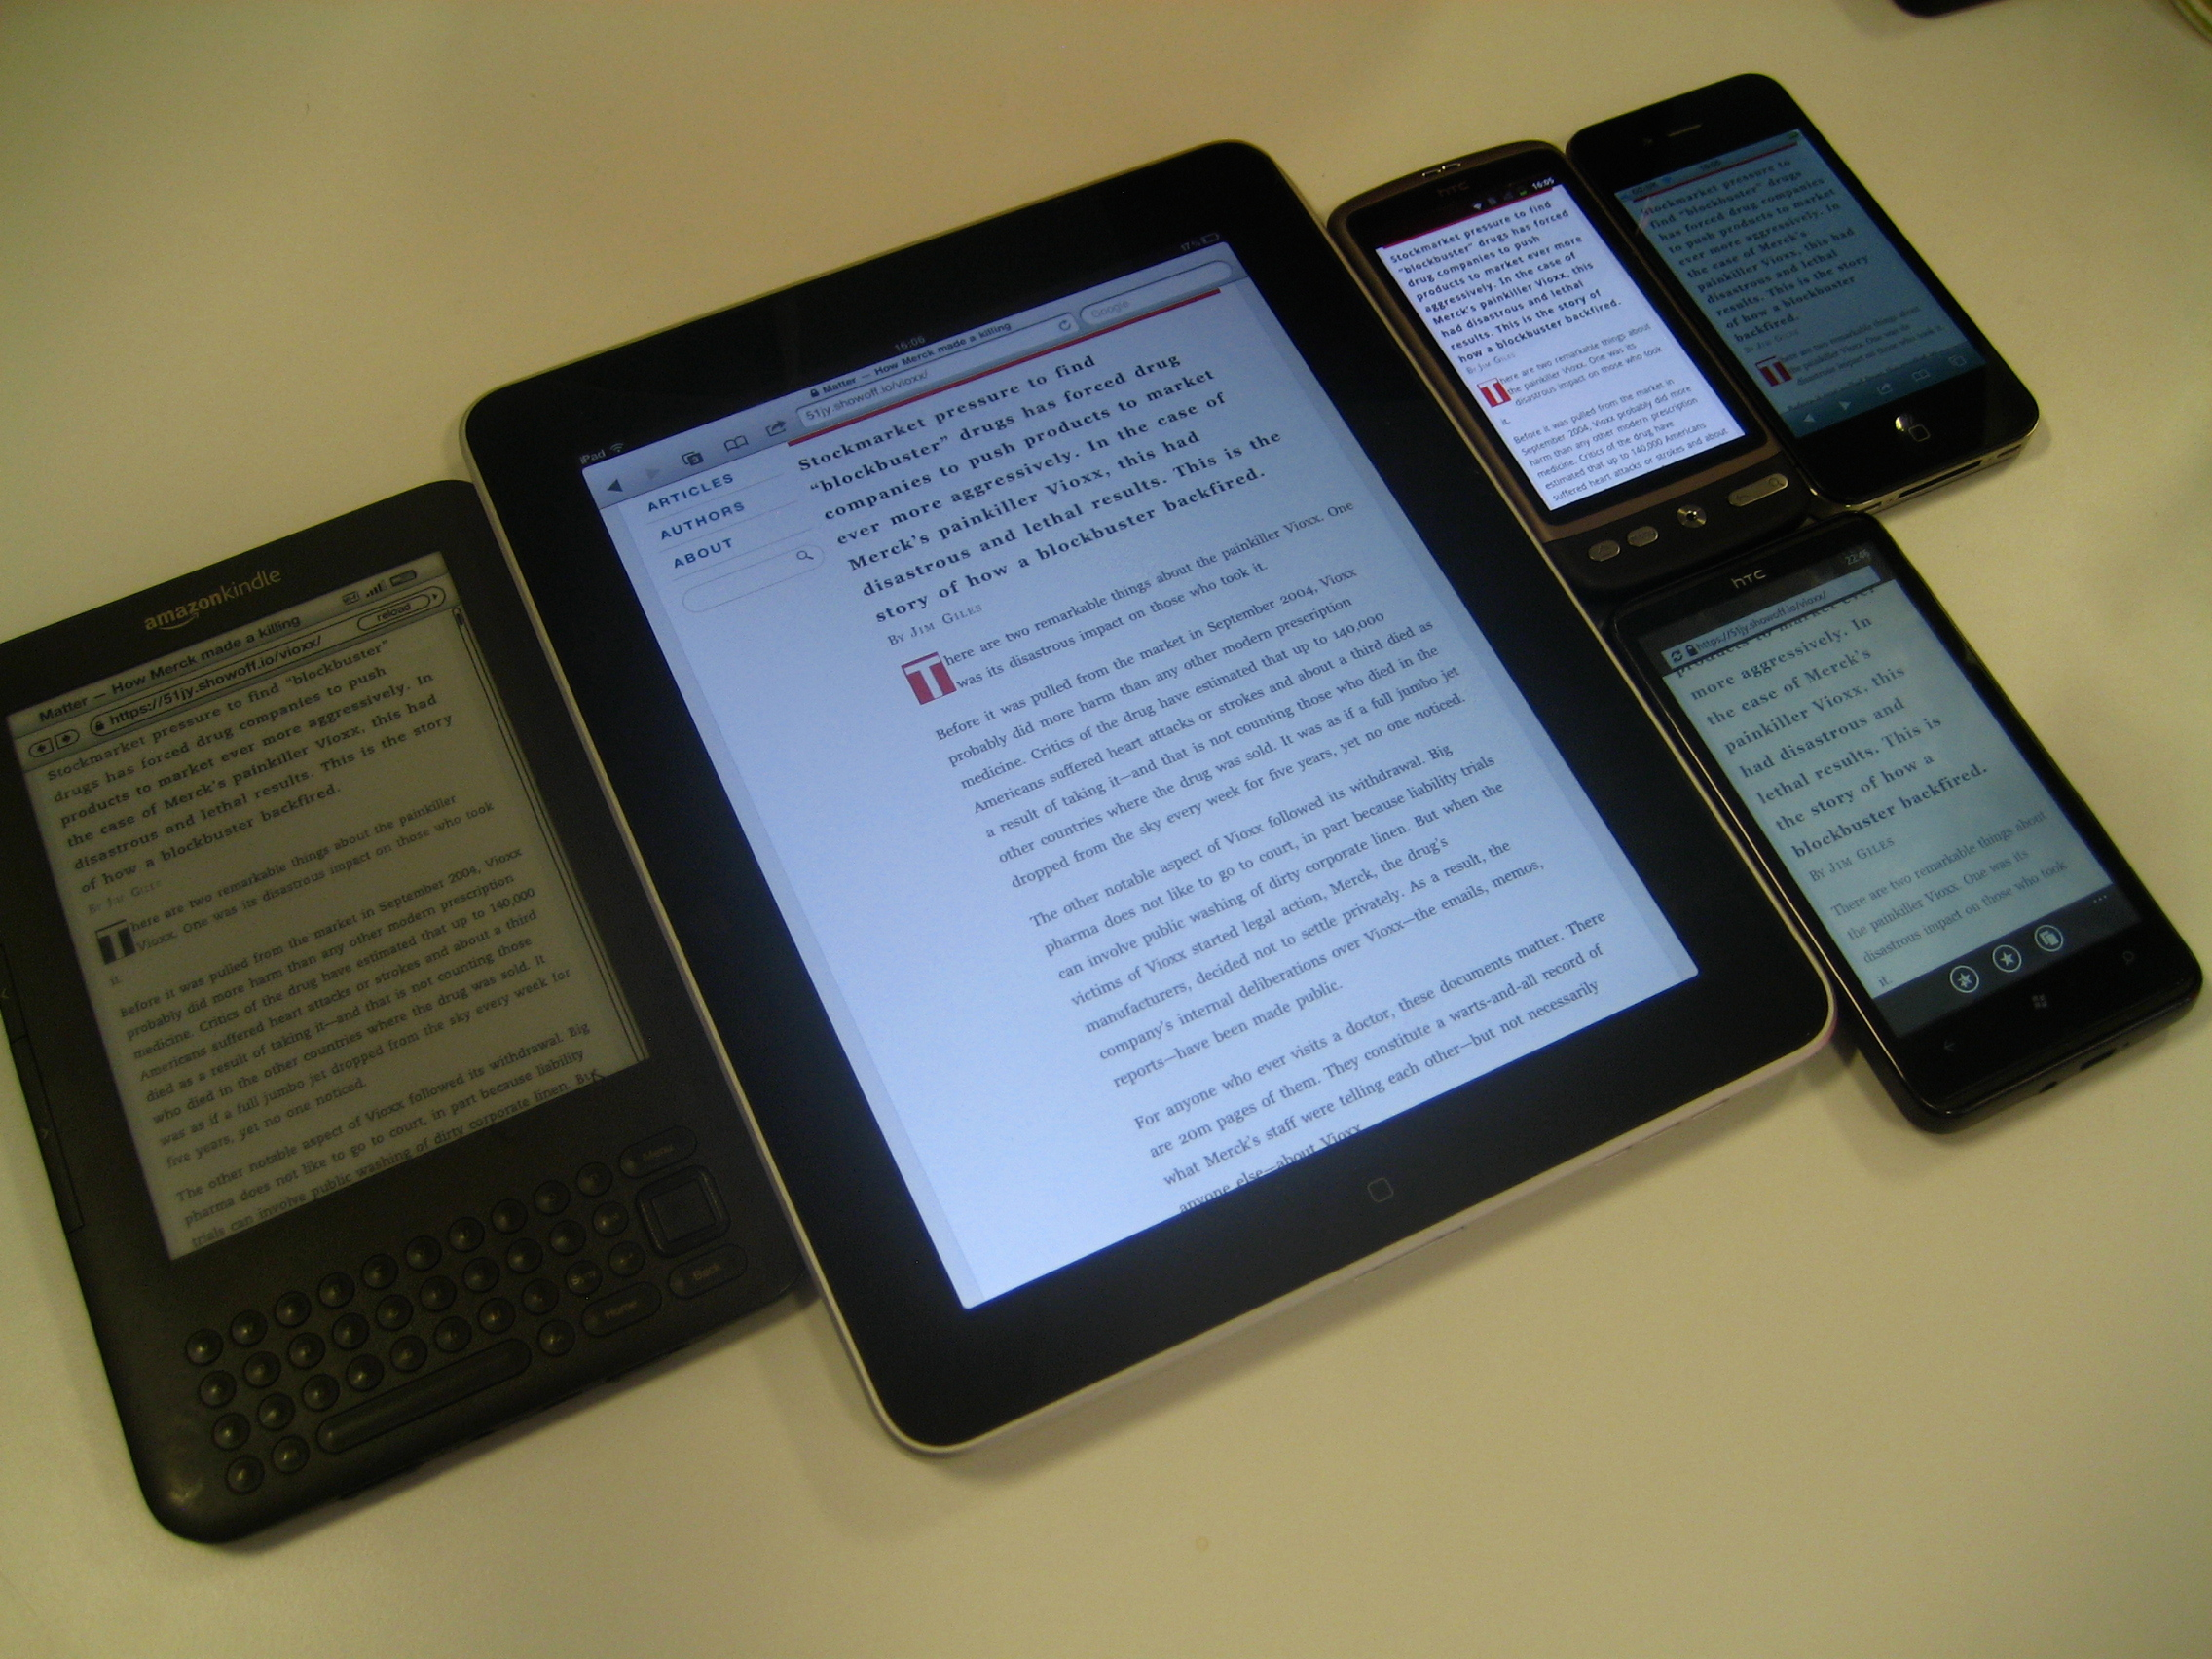 amazonkindle
Matter — How Merck made a killing
https://51jy.showoff.io/vioxx/
reload
Stockmarket pressure to find "blockbuster"
drugs has forced drug companies to push
products to market ever more aggressively. In
the case of Merck's painkiller Vioxx, this had
disastrous and lethal results. This is the story
of how a blockbuster backfired.
By Jim Giles
There are two remarkable things about the painkiller
Vioxx. One was its disastrous impact on those who took
it.
Before it was pulled from the market in September 2004, Vioxx
probably did more harm than any other modern prescription
medicine. Critics of the drug have estimated that up to 140,000
Americans suffered heart attacks or strokes and about a third
died as a result of taking it—and that is not counting those
who died in the other countries where the drug was sold. It
was as if a full jumbo jet dropped from the sky every week for
five years, yet no one noticed.
The other notable aspect of Vioxx followed its withdrawal. Big
pharma does not like to go to court, in part because liability
trials can involve public washing of dirty corporate linen. But
Menu
Back
Home
iPad
16:06
17%
Matter — How Merck made a killing
51jy.showoff.io/vioxx/
Google
ARTICLES
AUTHORS
ABOUT
Stockmarket pressure to find
“blockbuster” drugs has forced drug
companies to push products to market
ever more aggressively. In the case of
Merck’s painkiller Vioxx, this had
disastrous and lethal results. This is the
story of how a blockbuster backfired.
By Jim Giles
There are two remarkable things about the painkiller Vioxx. One
was its disastrous impact on those who took it.
Before it was pulled from the market in September 2004, Vioxx
probably did more harm than any other modern prescription
medicine. Critics of the drug have estimated that up to 140,000
Americans suffered heart attacks or strokes and about a third died as
a result of taking it—and that is not counting those who died in the
other countries where the drug was sold. It was as if a full jumbo jet
dropped from the sky every week for five years, yet no one noticed.
The other notable aspect of Vioxx followed its withdrawal. Big
pharma does not like to go to court, in part because liability trials
can involve public washing of dirty corporate linen. But when the
victims of Vioxx started legal action, Merck, the drug’s
manufacturers, decided not to settle privately. As a result, the
company’s internal deliberations over Vioxx—the emails, memos,
reports—have been made public.
For anyone who ever visits a doctor, these documents matter. There
are 20m pages of them. They constitute a warts-and-all record of
what Merck’s staff were telling each other—but not necessarily
anyone else—about Vioxx
hTC
16:05
Stockmarket pressure to find
"blockbuster" drugs has forced
drug companies to push
products to market ever more
aggressively. In the case of
Merck's painkiller Vioxx, this
had disastrous and lethal
results. This is the story of
how a blockbuster backfired.
By Jim Giles
There are two remarkable things about
the painkiller Vioxx. One was its
disastrous impact on those who took
it.
Before it was pulled from the market in
September 2004, Vioxx probably did more
harm than any other modern prescription
medicine. Critics of the drug have
estimated that up to 140,000 Americans
suffered heart attacks or strokes and about
Stockmarket pressure to
find “blockbuster” drugs
has forced drug companies
to push products to market
ever more aggressively. In
the case of Merck’s
painkiller Vioxx, this had
disastrous and lethal
results. This is the story
of how a blockbuster
backfired.
By Jim Giles
There are two remarkable things about
the painkiller Vioxx. One was its
disastrous impact on those who took it.
hTC
22:46
https://51jy.showoff.io/vioxx/
products to market ever
more aggressively. In
the case of Merck’s
painkiller Vioxx, this
had disastrous and
lethal results. This is
the story of how a
blockbuster backfired.
By Jim Giles
There are two remarkable things about
the painkiller Vioxx. One was its
disastrous impact on those who took
it.